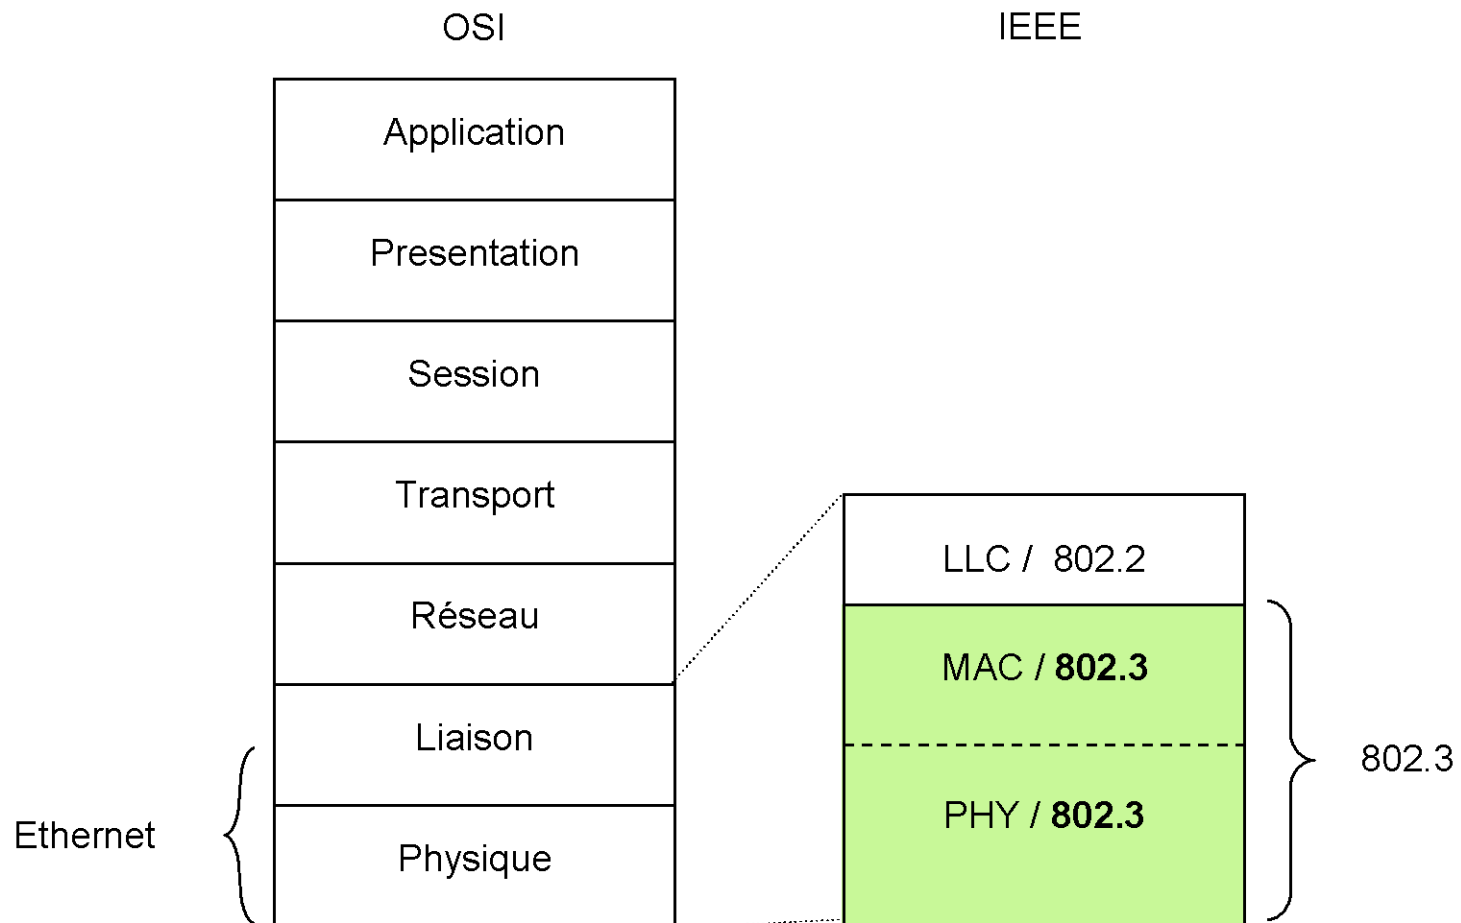 OSI
IEEE
Application
Presentation
Session
Transport
Réseau
Liaison
Physique
Ethernet
LLC / 802.2
MAC / 802.3
PHY / 802.3
802.3